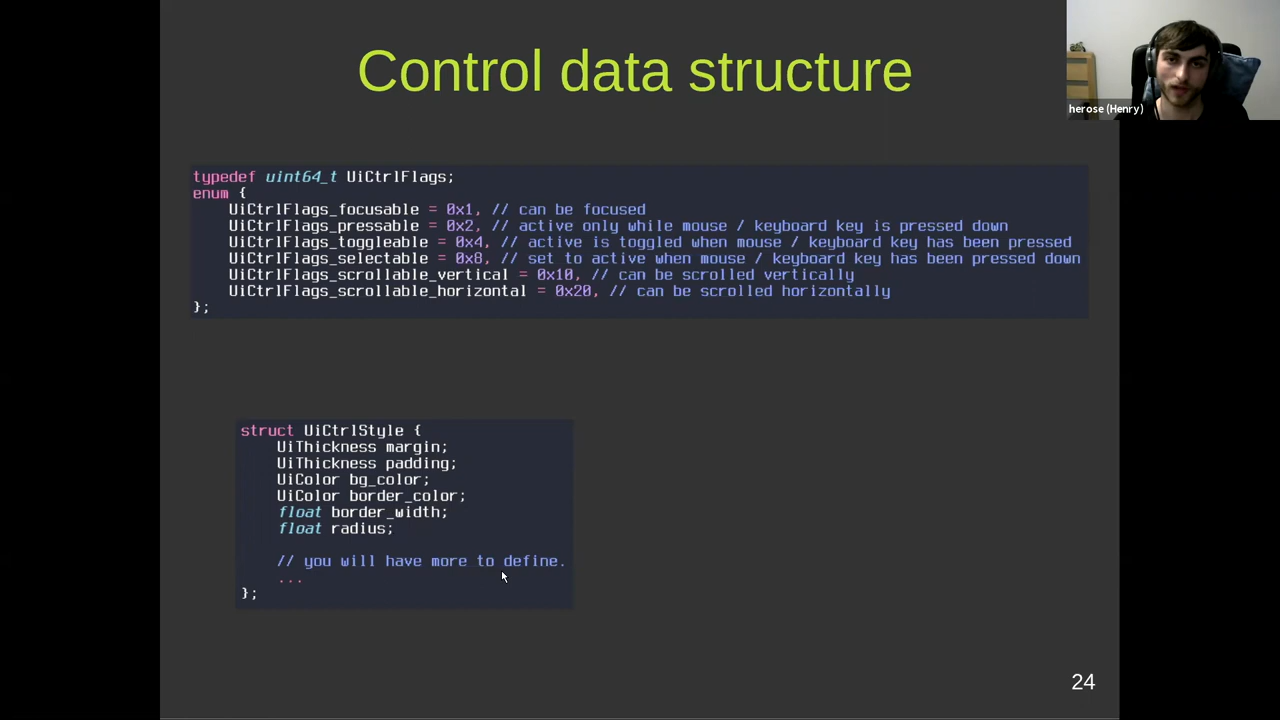 Control data structure
herose (Henry)
typedef uint64_t UiCtrlFlags;
enum {
UiCtrlFlags_focusable = 0x1, // can be focused
UiCtrlFlags_pressable = 0x2, // active only while mouse / keyboard key is pressed down
UiCtrlFlags_toggleable = 0x4, // active is toggled when mouse / keyboard key has been pressed
UiCtrlFlags_selectable = 0x8, // set to active when mouse / keyboard key has been pressed down
UiCtrlFlags_scrollable_vertical = 0x10, // can be scrolled vertically
UiCtrlFlags_scrollable_horizontal = 0x20, // can be scrolled horizontally
};
struct UiCtrlStyle {
UiThickness margin;
UiThickness padding;
UiColor bg_color;
UiColor border_color;
float border_width;
float radius;
// you will have more to define.
...
};
24